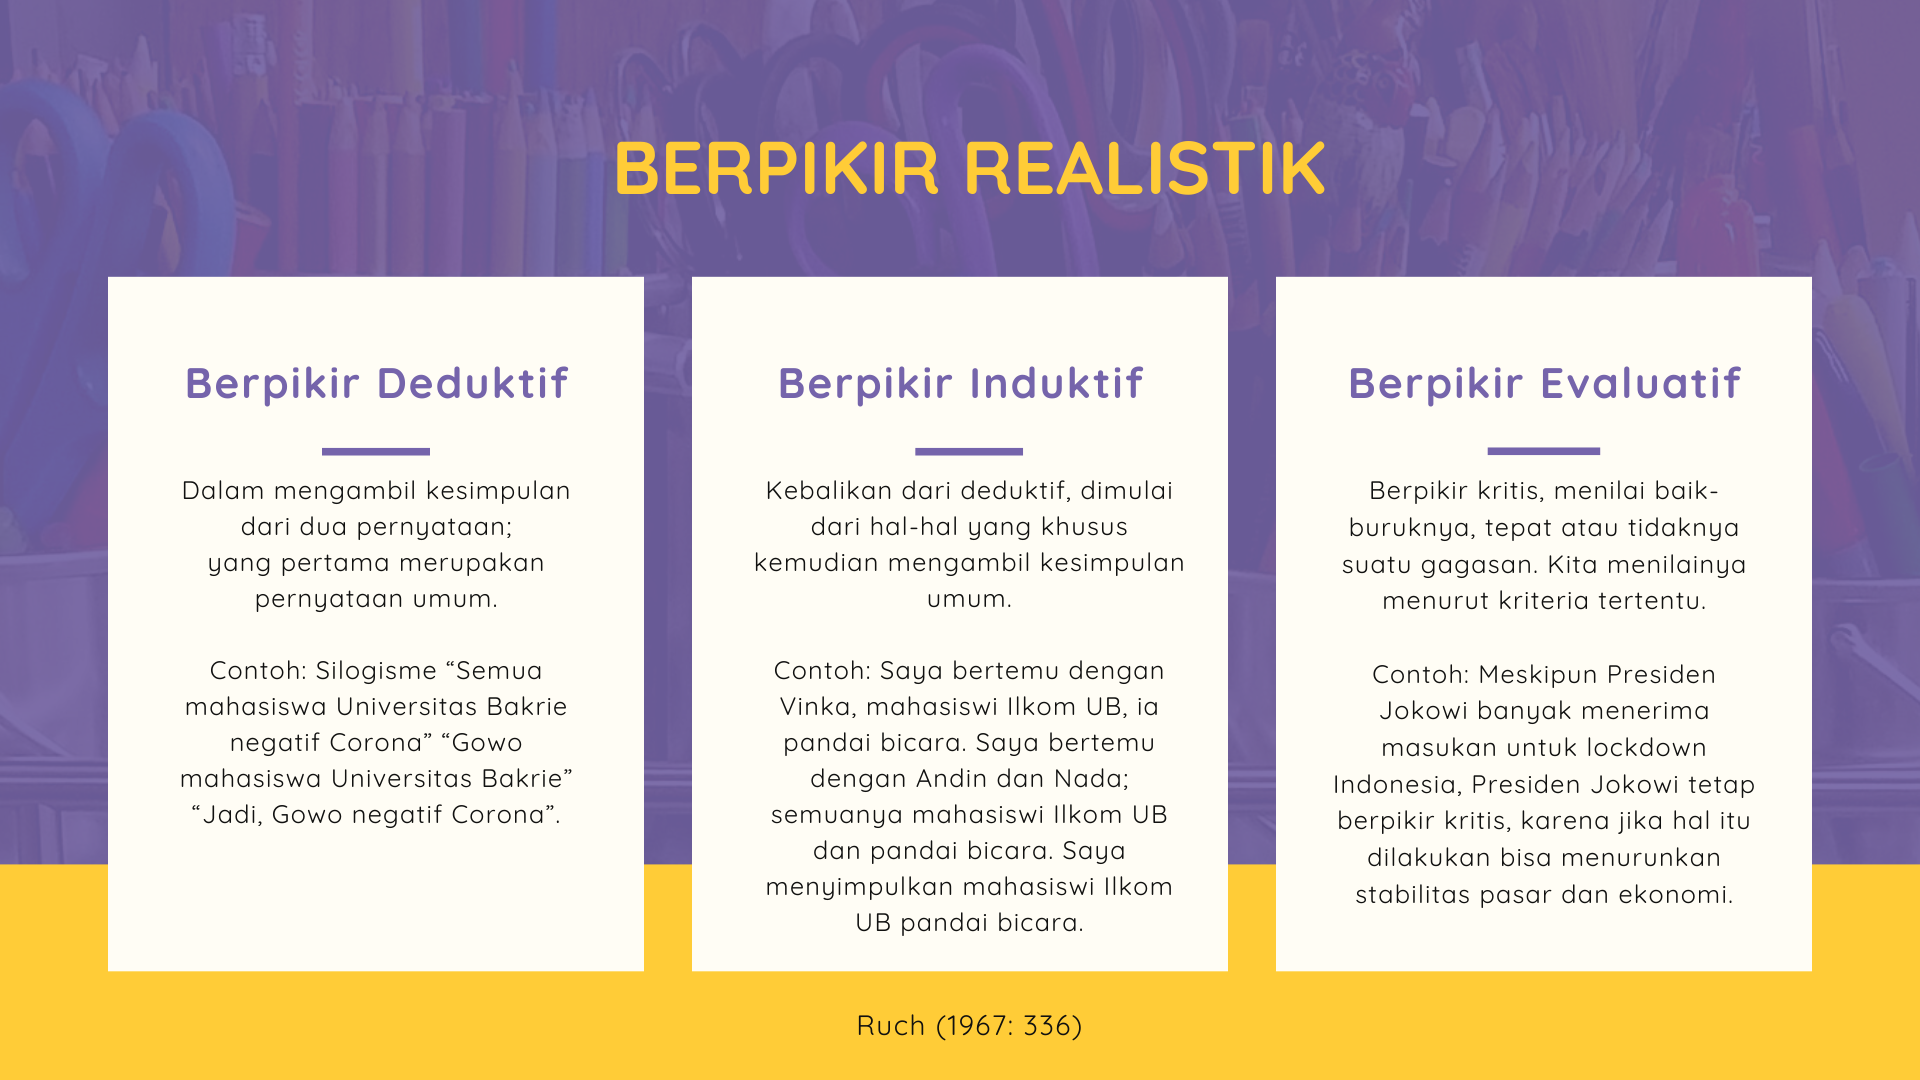 BERPIKIR REALISTIK
Berpikir Deduktif
Dalam mengambil kesimpulan
dari dua pernyataan;
yang pertama merupakan
pernyataan umum.
Contoh: Silogisme “Semua
mahasiswa Universitas Bakrie
negatif Corona” “Gowo
mahasiswa Universitas Bakrie”
“Jadi, Gowo negatif Corona”.
Berpikir Induktif
Kebalikan dari deduktif, dimulai
dari hal-hal yang khusus
kemudian mengambil kesimpulan
umum.
Contoh: Saya bertemu dengan
Vinka, mahasiswi Ilkom UB, ia
pandai bicara. Saya bertemu
dengan Andin dan Nada;
semuanya mahasiswi Ilkom UB
dan pandai bicara. Saya
menyimpulkan mahasiswi Ilkom
UB pandai bicara.
Berpikir Evaluatif
Berpikir kritis, menilai baik-
buruknya, tepat atau tidaknya
suatu gagasan. Kita menilainya
menurut kriteria tertentu.
Contoh: Meskipun Presiden
Jokowi banyak menerima
masukan untuk lockdown
Indonesia, Presiden Jokowi tetap
berpikir kritis, karena jika hal itu
dilakukan bisa menurunkan
stabilitas pasar dan ekonomi.
Ruch (1967: 336)